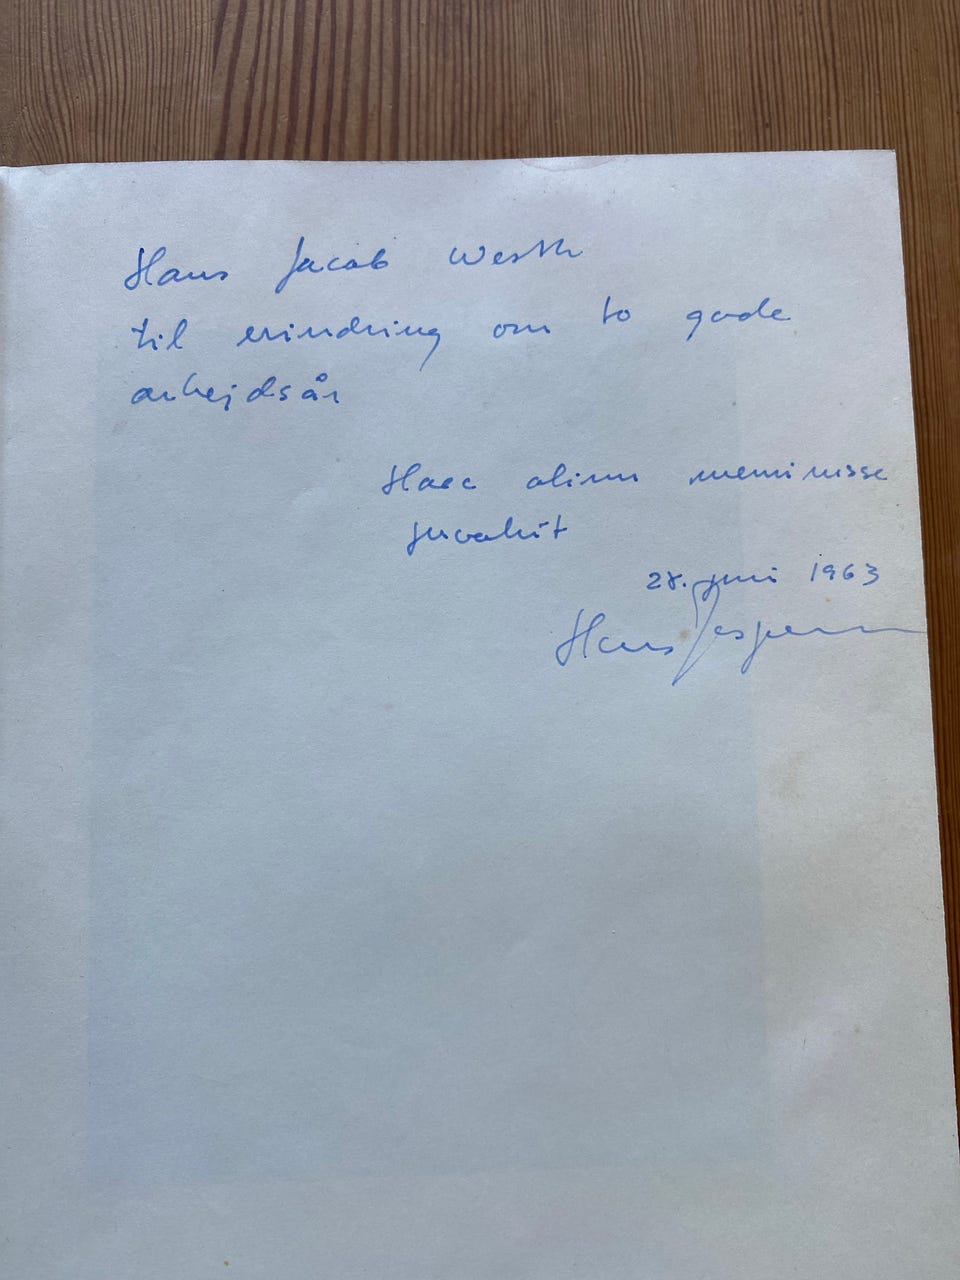 Hans Jacob Westh
til erindring om to gode
arbejdsår
Haec olim meminisse
juvabit
28. juni 1963
Hans Jespersen